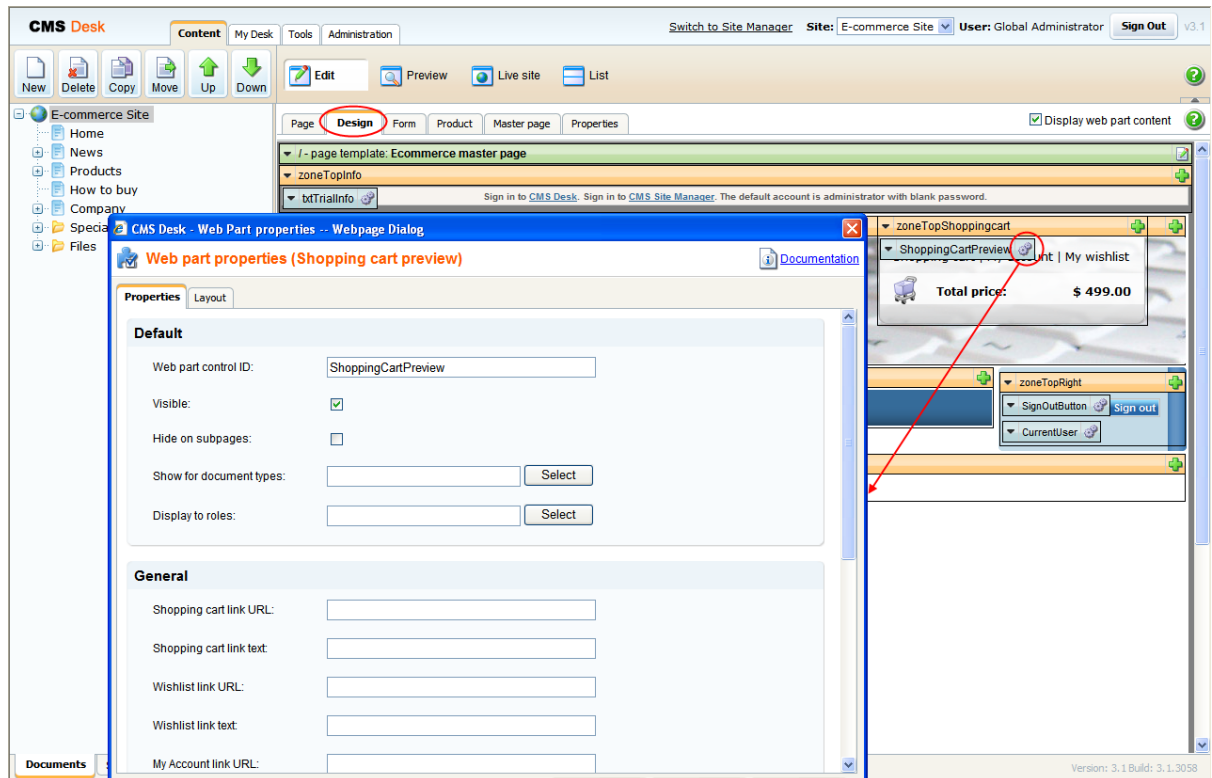 CMS Desk
Content
My Desk
Tools
Administration
Switch to Site Manager
Site: E-commerce Site
User: Global Administrator
Sign Out
v3.1
New
Delete
Copy
Move
Up
Down
Edit
Preview
Live site
List
E-commerce Site
Home
News
Products
How to buy
Company
Specia
Files
Page
Design
Form
Product
Master page
Properties
Display web part content
/ - page template: Ecommerce master page
zoneTopInfo
txtTrialInfo
Sign in to CMS Desk. Sign in to CMS Site Manager. The default account is administrator with blank password.
zoneTopShoppingcart
ShoppingCartPreview
| My wishlist
Total price:
$ 499.00
zoneTopRight
SignOutButton
Sign out
CurrentUser
CMS Desk - Web Part properties -- Webpage Dialog
Web part properties (Shopping cart preview)
Documentation
Properties
Layout
Default
Web part control ID:
ShoppingCartPreview
Visible:
Hide on subpages:
Show for document types:
Select
Display to roles:
Select
General
Shopping cart link URL:
Shopping cart link text:
Wishlist link URL:
Wishlist link text:
My Account link URL:
Documents
Version: 3.1 Build: 3.1.3058